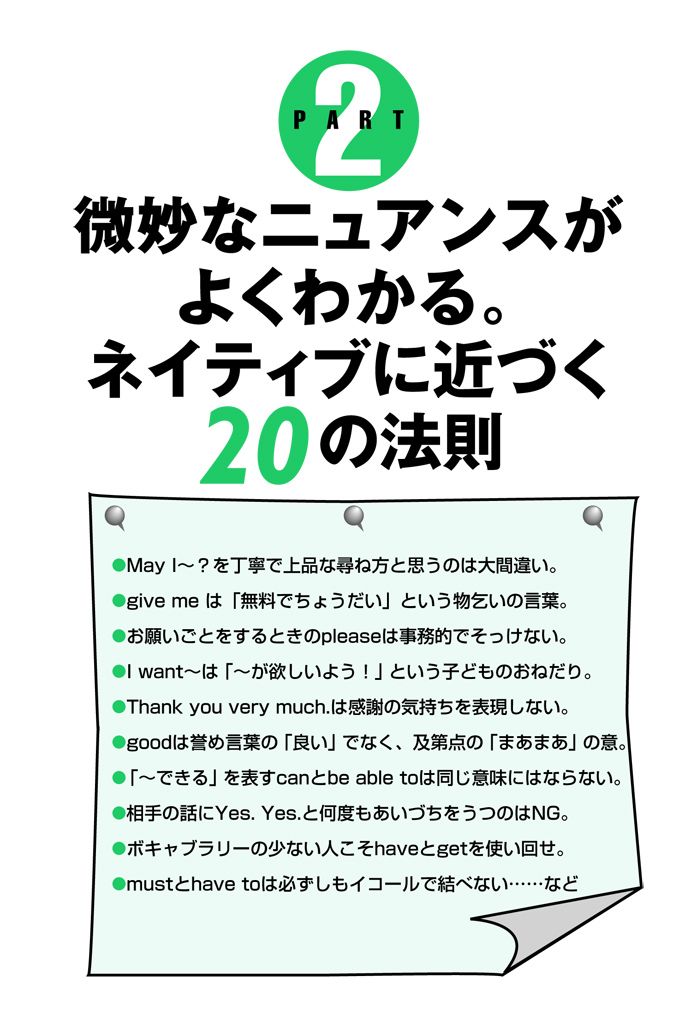 PART 2
微妙なニュアンスが
よくわかる。
ネイティブに近づく
20の法則
●May I～？を丁寧で上品な尋ね方と思うのは大間違い。
●give me は「無料でちょうだい」という物乞いの言葉。
●お願いごとをするときのpleaseは事務的でそっけない。
●I want～は「～が欲しいよう！」という子どものおねだり。
●Thank you very much.は感謝の気持ちを表現しない。
●goodは誉め言葉の「良い」でなく、及第点の「まあまあ」の意。
●「～できる」を表すcanとbe able toは同じ意味にはならない。
●相手の話にYes. Yes.と何度もあいづちをうつのはNG。
●ボキャブラリーの少ない人こそhaveとgetを使い回せ。
●mustとhave toは必ずしもイコールで結べない……など